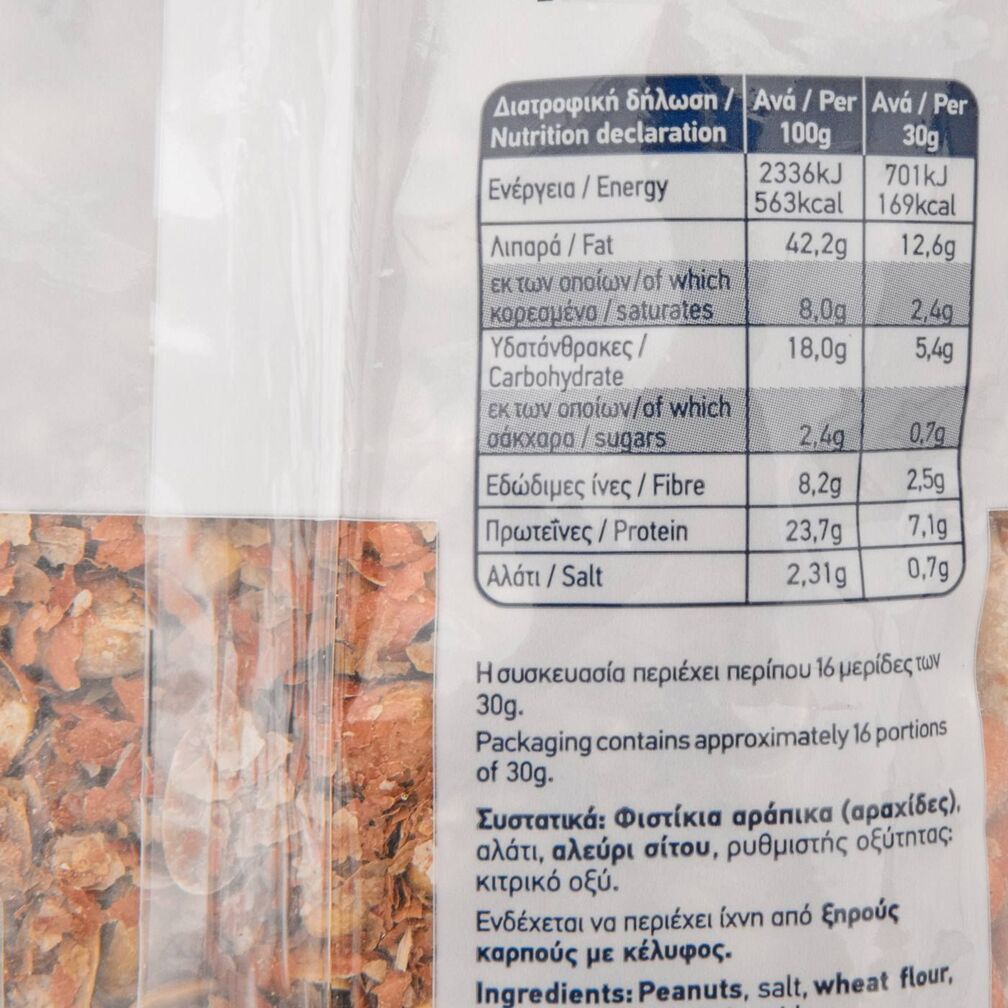 Διατροφική δήλωση / Ανά / Per Ανά / Per
Nutrition declaration 100g 30g
Ενέργεια / Energy 2336kJ 701kJ
563kcal 169kcal
Λιπαρά / Fat 42,2g 12,6g
εκ των οποίων/of which
κορεσμένα / saturates 8,0g 2,4g
Υδατάνθρακες / 18,0g 5,4g
Carbohydrate
εκ των οποίων/of which
σάκχαρα / sugars 2,4g 0,7g
Εδώδιμες ίνες / Fibre 8,2g 2,5g
Πρωτεΐνες / Protein 23,7g 7,1g
Αλάτι / Salt 2,31g 0,7g
Η συσκευασία περιέχει περίπου 16 μερίδες των
30g.
Packaging contains approximately 16 portions
of 30g.
Συστατικά: Φιστίκια αράπικα (αραχίδες),
αλάτι, αλεύρι σίτου, ρυθμιστής οξύτητας:
κιτρικό οξύ.
Ενδέχεται να περιέχει ίχνη από ξηρούς
καρπούς με κέλυφος.
Ingredients: Peanuts, salt, wheat flour,